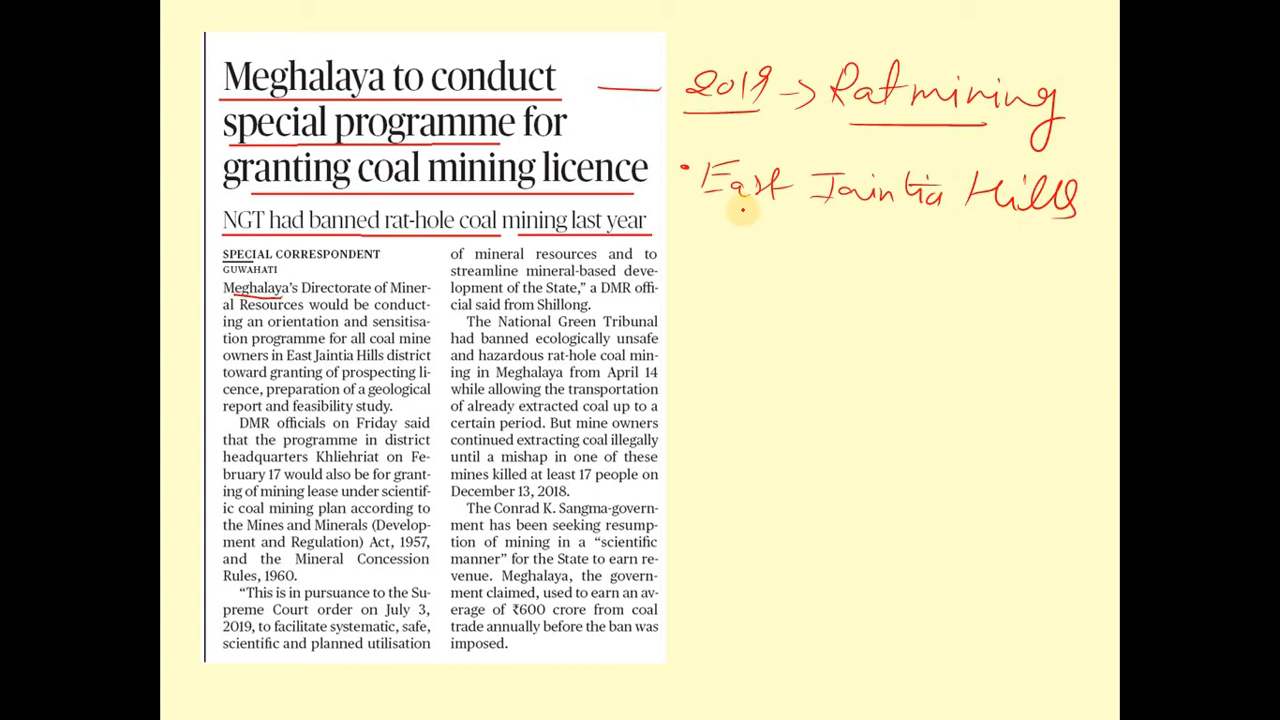 Meghalaya to conduct
special programme for
granting coal mining licence
NGT had banned rat-hole coal mining last year
SPECIAL CORRESPONDENT
GUWAHATI
Meghalaya's Directorate of Miner-
al Resources would be conduct-
ing an orientation and sensitisa-
tion programme for all coal mine
owners in East Jaintia Hills district
toward granting of prospecting li-
cence, preparation of a geological
report and feasibility study.
DMR officials on Friday said
that the programme in district
headquarters Khliehriat on Fe-
bruary 17 would also be for grant-
ing of mining lease under scientif-
ic coal mining plan according to
the Mines and Minerals (Develop-
ment and Regulation) Act, 1957,
and the Mineral Concession
Rules, 1960.
"This is in pursuance to the Su-
preme Court order on July 3,
2019, to facilitate systematic, safe,
scientific and planned utilisation
of mineral resources and to
streamline mineral-based deve-
lopment of the State," a DMR offi-
cial said from Shillong.
The National Green Tribunal
had banned ecologically unsafe
and hazardous rat-hole coal min-
ing in Meghalaya from April 14
while allowing the transportation
of already extracted coal up to a
certain period. But mine owners
continued extracting coal illegally
until a mishap in one of these
mines killed at least 17 people on
December 13, 2018.
The Conrad K. Sangma-govern-
ment has been seeking resump-
tion of mining in a "scientific
manner" for the State to earn re-
venue. Meghalaya, the govern-
ment claimed, used to earn an av-
erage of ₹600 crore from coal
trade annually before the ban was
imposed.
2019 → Rat mining
• East Jaintia Hills